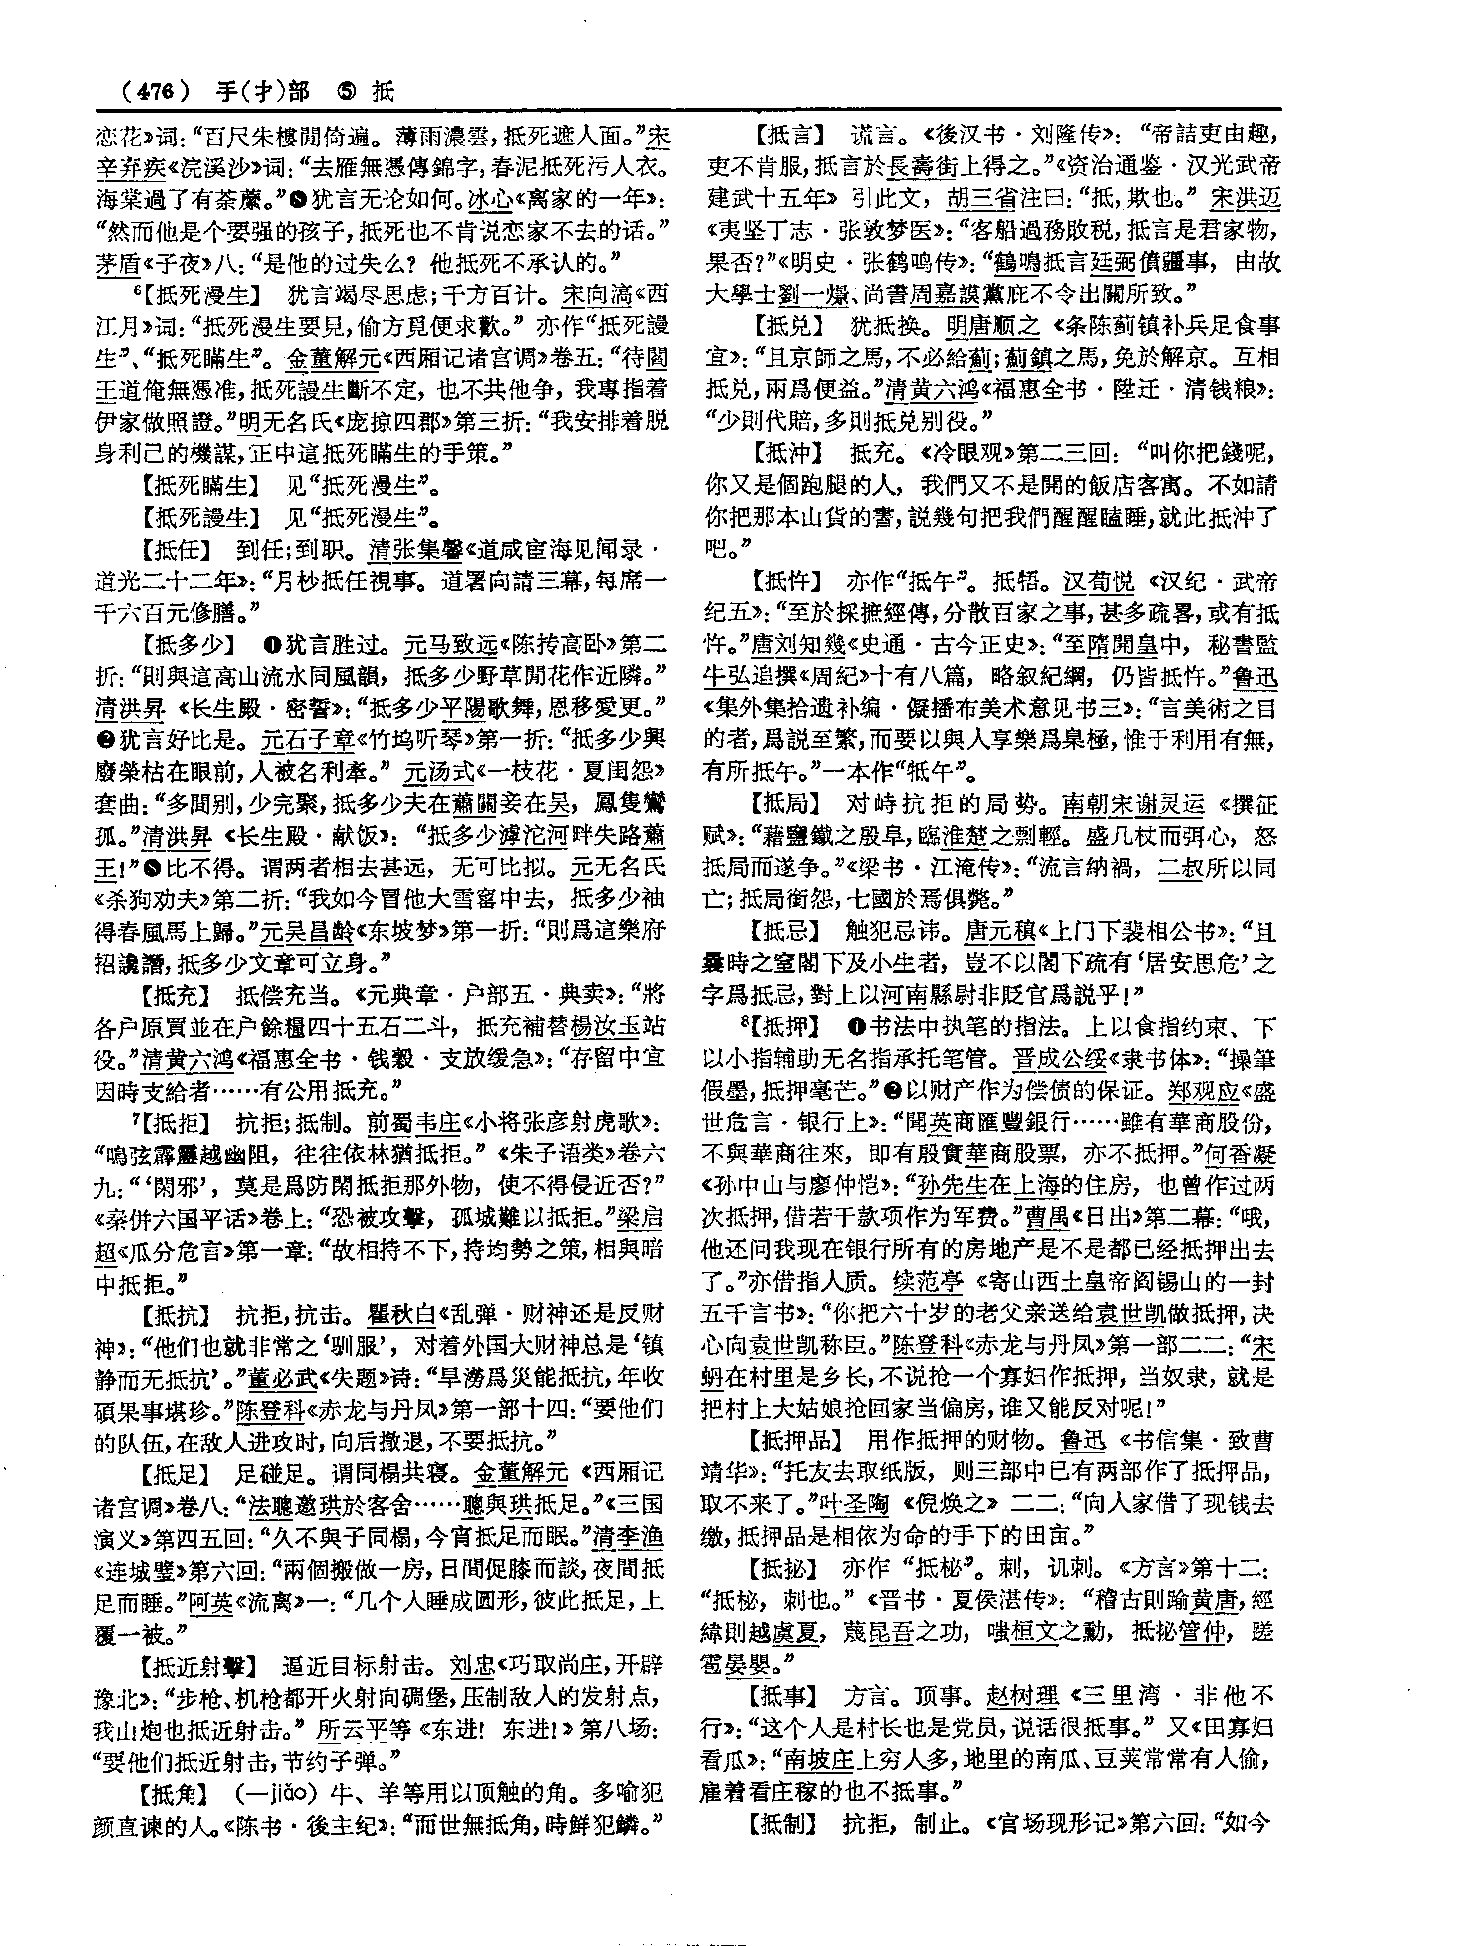 （476） 手(扌)部 ⑤ 抵
恋花》词：“百尺朱樓閒倚遍。薄雨濃雲，抵死遮人面。”宋
辛弃疾《浣溪沙》词：“去雁無憑傳錦字，春泥抵死污人衣。
海棠過了有荼蘼。”❸犹言无论如何。冰心《离家的一年》：
“然而他是个要强的孩子，抵死也不肯说恋家不去的话。”
茅盾《子夜》八：“是他的过失么？他抵死不承认的。”
⁶【抵死漫生】 犹言竭尽思虑；千方百计。宋向滈《西
江月》词：“抵死漫生要見，偷方覓便求歡。”亦作“抵死謾
生”、“抵死瞞生”。金董解元《西厢记诸宫调》卷五：“待閻
王道俺無憑准，抵死謾生斷不定，也不共他争，我專指着
伊家做照證。”明无名氏《庞掠四郡》第三折：“我安排着脱
身利己的機謀，正中這抵死瞞生的手策。”
【抵死瞞生】 见“抵死漫生”。
【抵死謾生】 见“抵死漫生”。
【抵任】 到任；到职。清张集馨《道咸宦海见闻录·
道光二十二年》：“月杪抵任視事。道署向請三幕，每席一
千六百元修膳。”
【抵多少】 ❶犹言胜过。元马致远《陈抟高卧》第二
折：“則與這高山流水同風韻，抵多少野草閒花作近隣。”
清洪昇《长生殿·密誓》：“抵多少平陽歌舞，恩移愛更。”
❷犹言好比是。元石子章《竹坞听琴》第一折：“抵多少興
廢榮枯在眼前，人被名利牽。”元汤式《一枝花·夏闺怨》
套曲：“多間别，少完聚，抵多少夫在蕭關妾在吴，鳳隻鸞
孤。”清洪昇《长生殿·献饭》：“抵多少滹沱河畔失路蕭
王！”❸比不得。谓两者相去甚远，无可比拟。元无名氏
《杀狗劝夫》第二折：“我如今冒他大雪窰中去，抵多少袖
得春風馬上歸。”元吴昌龄《东坡梦》第一折：“則爲這樂府
招讒譖，抵多少文章可立身。”
【抵充】 抵偿充当。《元典章·户部五·典卖》：“將
各户原買並在户餘糧四十五石二斗，抵充補替楊汝玉站
役。”清黄六鸿《福惠全书·钱穀·支放缓急》：“存留中宜
因時支給者……有公用抵充。”
⁷【抵拒】 抗拒；抵制。前蜀韦庄《小将张彦射虎歌》：
“鳴弦霹靂越幽阻，往往依林猶抵拒。”《朱子语类》卷六
九：“‘閑邪’，莫是爲防閑抵拒那外物，使不得侵近否？”
《秦併六国平话》卷上：“恐被攻擊，孤城難以抵拒。”梁启
超《瓜分危言》第一章：“故相持不下，持均勢之策，相與暗
中抵拒。”
【抵抗】 抗拒，抗击。瞿秋白《乱弹·财神还是反财
神》：“他们也就非常之‘驯服’，对着外国大财神总是‘镇
静而无抵抗’。”董必武《失题》诗：“旱澇爲災能抵抗，年收
碩果事堪珍。”陈登科《赤龙与丹凤》第一部十四：“要他们
的队伍，在敌人进攻时，向后撤退，不要抵抗。”
【抵足】 足碰足。谓同榻共寝。金董解元《西厢记
诸宫调》卷八：“法聰邀珙於客舍……聰與珙抵足。”《三国
演义》第四五回：“久不與子同榻，今宵抵足而眠。”清李渔
《连城璧》第六回：“兩個搬做一房，日間促膝而談，夜間抵
足而睡。”阿英《流离》一：“几个人睡成圆形，彼此抵足，上
覆一被。”
【抵近射擊】 逼近目标射击。刘忠《巧取尚庄，开辟
豫北》：“步枪、机枪都开火射向碉堡，压制敌人的发射点，
我山炮也抵近射击。”所云平等《东进！东进！》第八场：
“要他们抵近射击，节约子弹。”
【抵角】 （—jiǎo）牛、羊等用以顶触的角。多喻犯
颜直谏的人。《陈书·後主纪》：“而世無抵角，時鮮犯鱗。”
【抵言】 谎言。《後汉书·刘隆传》：“帝詰吏由趣，
吏不肯服，抵言於長壽街上得之。”《资治通鉴·汉光武帝
建武十五年》引此文，胡三省注曰：“抵，欺也。”宋洪迈
《夷坚丁志·张敦梦医》：“客船過務敗税，抵言是君家物，
果否？”《明史·张鹤鸣传》：“鶴鳴抵言廷弼僨疆事，由故
大學士劉一燝、尚書周嘉謨黨庇不令出關所致。”
【抵兑】 犹抵换。明唐顺之《条陈蓟镇补兵足食事
宜》：“且京師之馬，不必給薊；薊鎮之馬，免於解京。互相
抵兑，兩爲便益。”清黄六鸿《福惠全书·陞迁·清钱粮》：
“少則代賠，多則抵兑别役。”
【抵沖】 抵充。《冷眼观》第二三回：“叫你把錢呢，
你又是個跑腿的人，我們又不是開的飯店客寓。不如請
你把那本山貨的書，説幾句把我們醒醒瞌睡，就此抵沖了
吧。”
【抵忤】 亦作“抵午”。抵牾。汉荀悦《汉纪·武帝
纪五》：“至於採摭經傳，分散百家之事，甚多疏畧，或有抵
忤。”唐刘知幾《史通·古今正史》：“至隋開皇中，秘書監
牛弘追撰《周紀》十有八篇，略叙紀綱，仍皆抵忤。”鲁迅
《集外集拾遗补编·儗播布美术意见书三》：“言美術之目
的者，爲説至繁，而要以與人享樂爲臬極，惟于利用有無，
有所抵午。”一本作“牴午”。
【抵局】 对峙抗拒的局势。南朝宋谢灵运《撰征
赋》：“藉鹽鐵之殷阜，臨淮楚之剽輕。盛几杖而弭心，怒
抵局而遂争。”《梁书·江淹传》：“流言納禍，二叔所以同
亡；抵局銜怨，七國於焉俱斃。”
【抵忌】 触犯忌讳。唐元稹《上门下裴相公书》：“且
曩時之窒閤下及小生者，豈不以閤下疏有‘居安思危’之
字爲抵忌，對上以河南縣尉非貶官爲説乎！”
⁸【抵押】 ❶书法中执笔的指法。上以食指约束、下
以小指辅助无名指承托笔管。晋成公绥《隶书体》：“操筆
假墨，抵押毫芒。”❷以财产作为偿债的保证。郑观应《盛
世危言·银行上》：“聞英商匯豐銀行……雖有華商股份，
不與華商往來，即有殷實華商股票，亦不抵押。”何香凝
《孙中山与廖仲恺》：“孙先生在上海的住房，也曾作过两
次抵押，借若干款项作为军费。”曹禺《日出》第二幕：“哦，
他还问我现在银行所有的房地产是不是都已经抵押出去
了。”亦借指人质。续范亭《寄山西土皇帝阎锡山的一封
五千言书》：“你把六十岁的老父亲送给袁世凯做抵押，决
心向袁世凯称臣。”陈登科《赤龙与丹凤》第一部二二：“宋
蚺在村里是乡长，不说抢一个寡妇作抵押，当奴隶，就是
把村上大姑娘抢回家当偏房，谁又能反对呢！”
【抵押品】 用作抵押的财物。鲁迅《书信集·致曹
靖华》：“托友去取纸版，则三部中已有两部作了抵押品，
取不来了。”叶圣陶《倪焕之》二二：“向人家借了现钱去
缴，抵押品是相依为命的手下的田亩。”
【抵挘】 亦作“抵柲”。刺，讥刺。《方言》第十二：
“抵柲，刺也。”《晋书·夏侯湛传》：“稽古則踰黄唐，經
緯則越虞夏，蔑昆吾之功，嗤桓文之勳，抵挘管仲，蹉
雹晏嬰。”
【抵事】 方言。顶事。赵树理《三里湾·非他不
行》：“这个人是村长也是党员，说话很抵事。”又《田寡妇
看瓜》：“南坡庄上穷人多，地里的南瓜、豆荚常常有人偷，
雇着看庄稼的也不抵事。”
【抵制】 抗拒，制止。《官场现形记》第六回：“如今